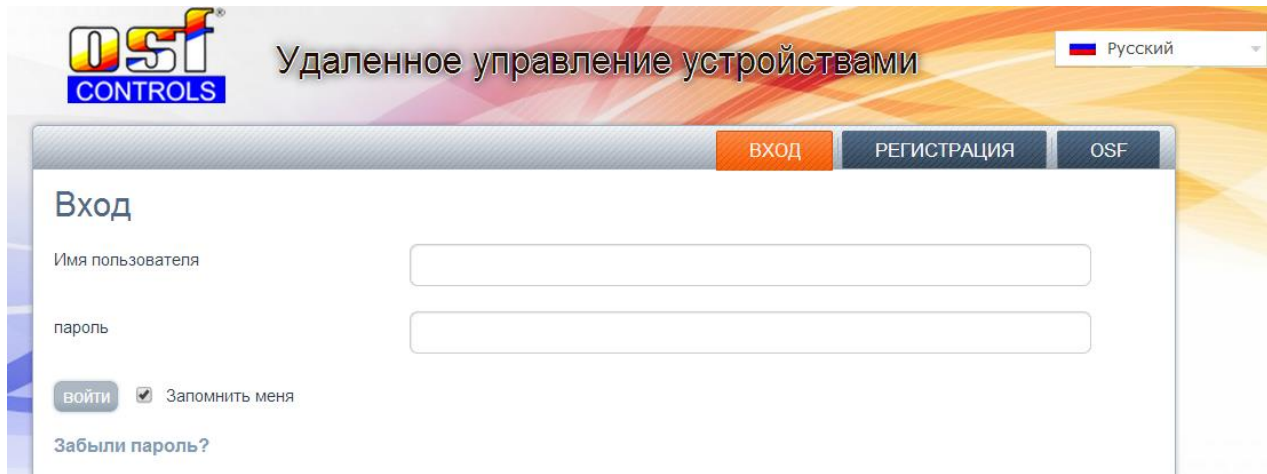 osf®
CONTROLS
Удаленное управление устройствами
Русский
ВХОД РЕГИСТРАЦИЯ OSF
Вход
Имя пользователя
пароль
войти Запомнить меня
Забыли пароль?